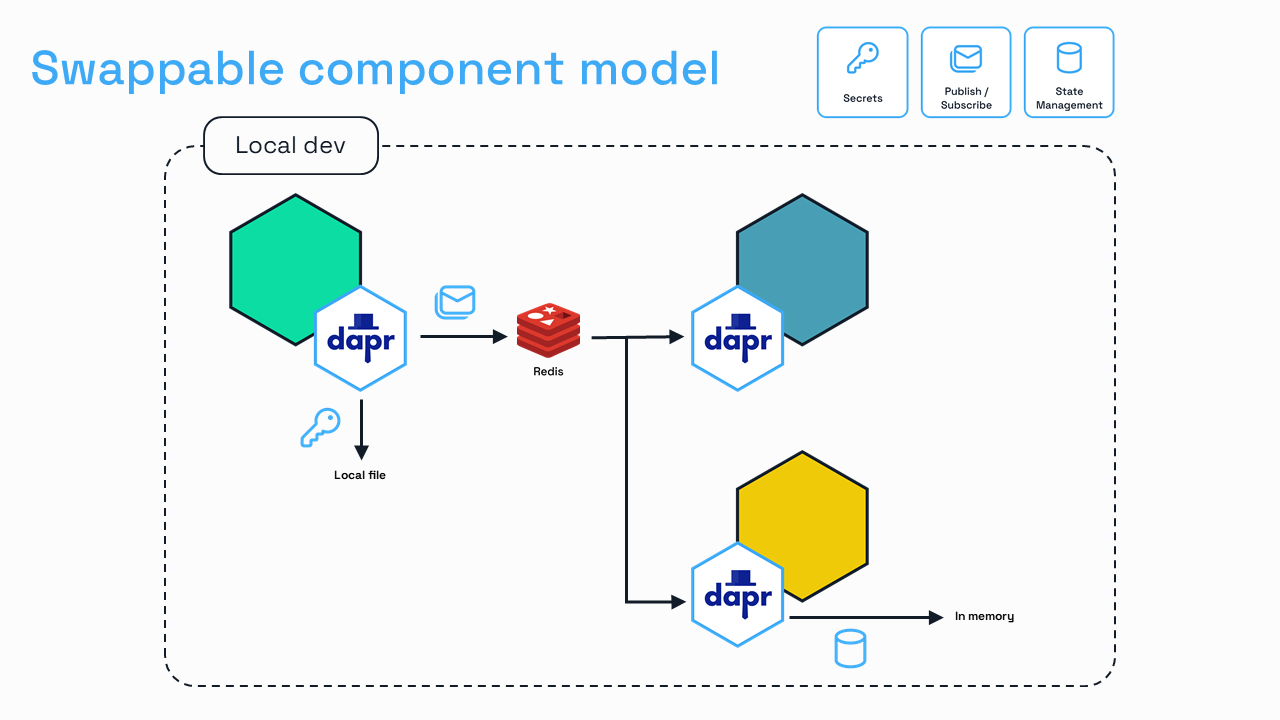 Swappable component model
Secrets
Publish /
Subscribe
State
Management
Local dev
dapr
Redis
dapr
Local file
dapr
In memory